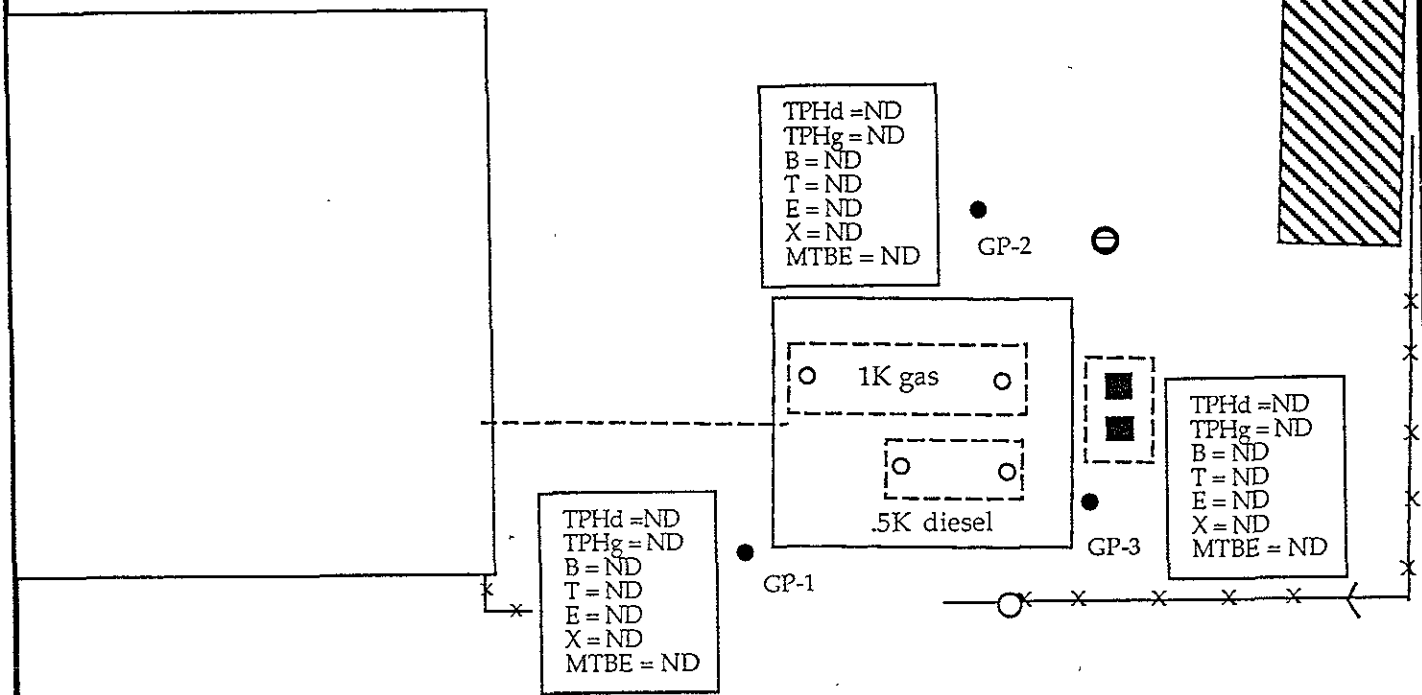 TPHd =ND
TPHg = ND
B = ND
T = ND
E = ND
X = ND
MTBE = ND
GP-2
1K gas
.5K diesel
TPHd =ND
TPHg = ND
B = ND
T = ND
E = ND
X = ND
MTBE = ND
GP-3
TPHd =ND
TPHg = ND
B = ND
T = ND
E = ND
X = ND
MTBE = ND
GP-1